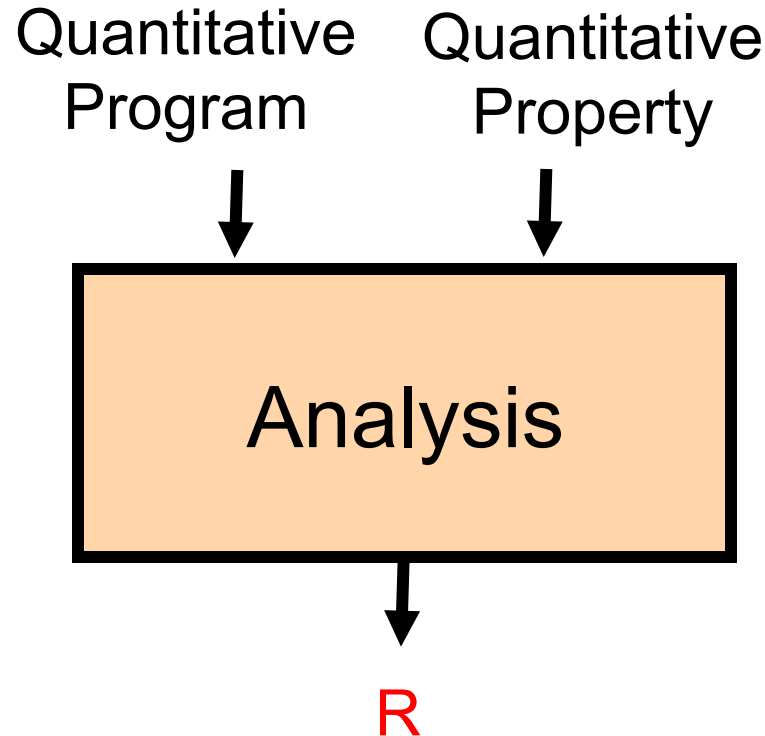 Quantitative
Program
Quantitative
Property
Analysis
R